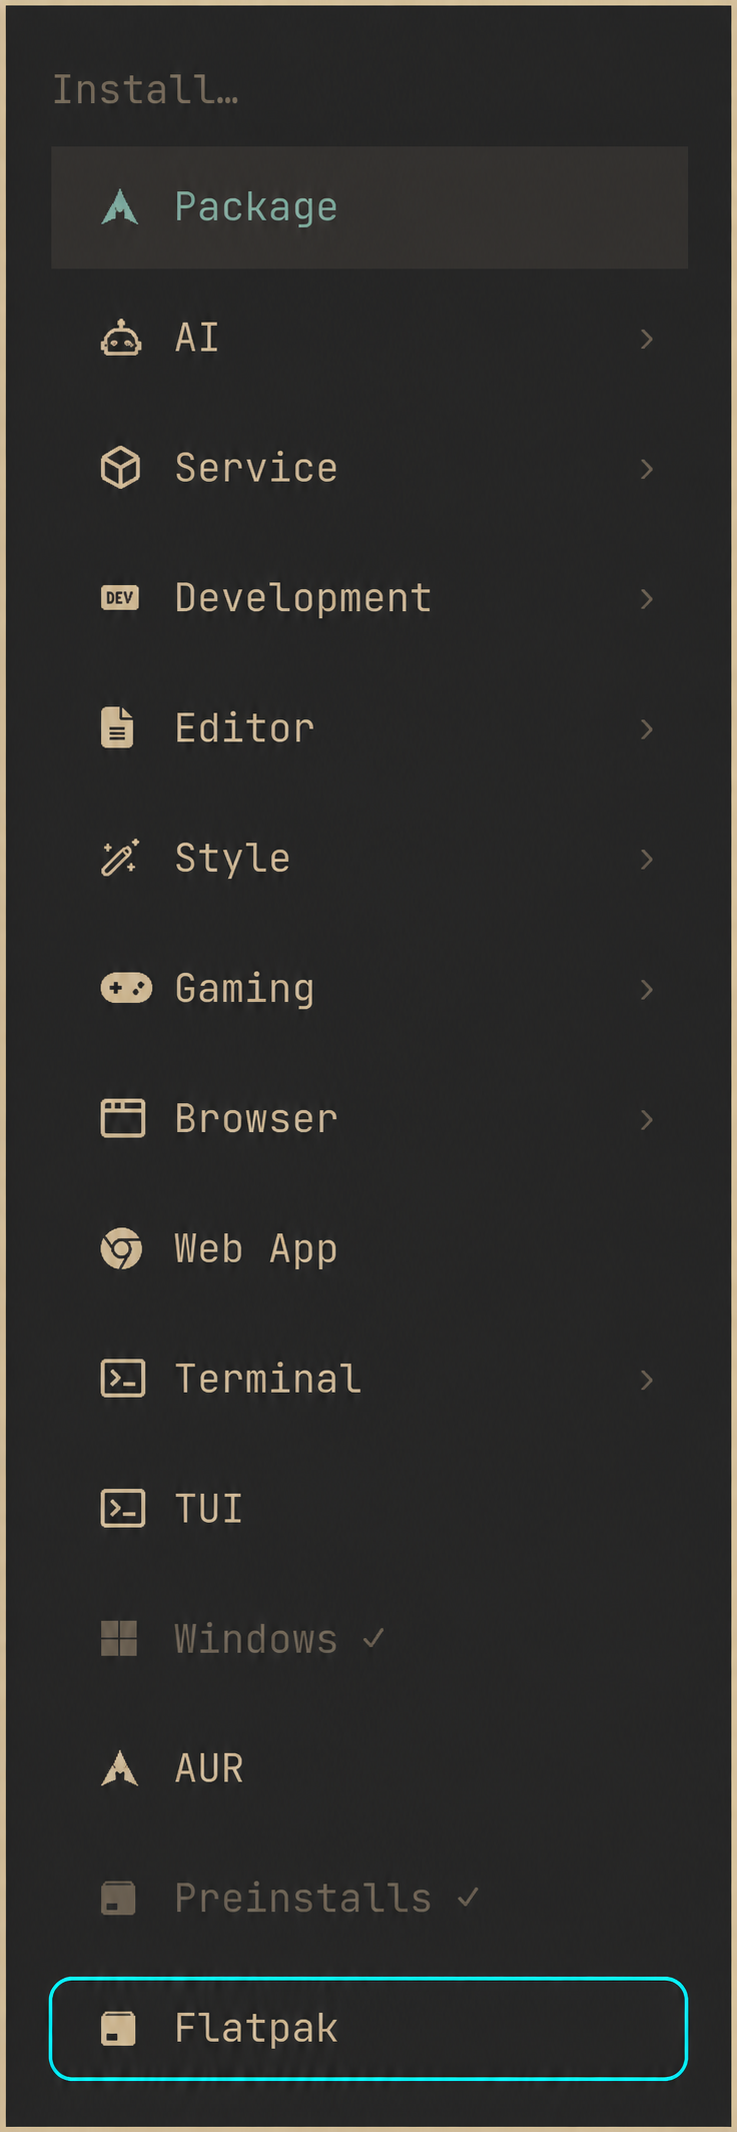 Install…
Package
AI
Service
DEV Development
Editor
Style
Gaming
Browser
Web App
Terminal
TUI
Windows ✓
AUR
Preinstalls ✓
Flatpak